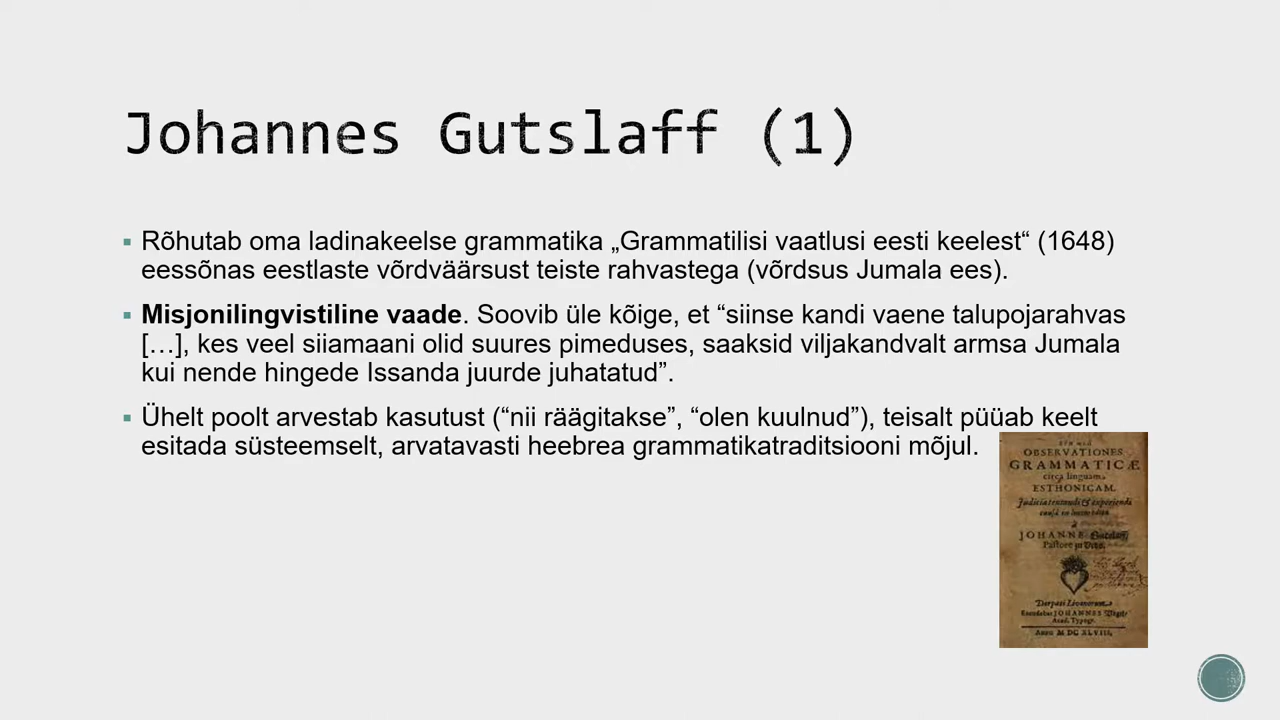 Johannes Gutslaff (1)
Rõhutab oma ladinakeelse grammatika „Grammatilisi vaatlusi eesti keelest“ (1648)
eessõnas eestlaste võrdväärsust teiste rahvastega (võrdsus Jumala ees).
Misjonilingvistiline vaade. Soovib üle kõige, et “siinse kandi vaene talupojarahvas
[…], kes veel siiamaani olid suures pimeduses, saaksid viljakandvalt armsa Jumala
kui nende hingede Issanda juurde juhatatud”.
Ühelt poolt arvestab kasutust (“nii räägitakse”, “olen kuulnud”), teisalt püüab keelt
esitada süsteemselt, arvatavasti heebrea grammatikatraditsiooni mõjul.
OBSERVATIONES
GRAMMATICÆ
circa linguam
ESTHONICAM.
JOHANNE
Pastore
Dorpati Livonorum
JOHANNES
Acad. Typogr.
Anno M DC XLVIII.